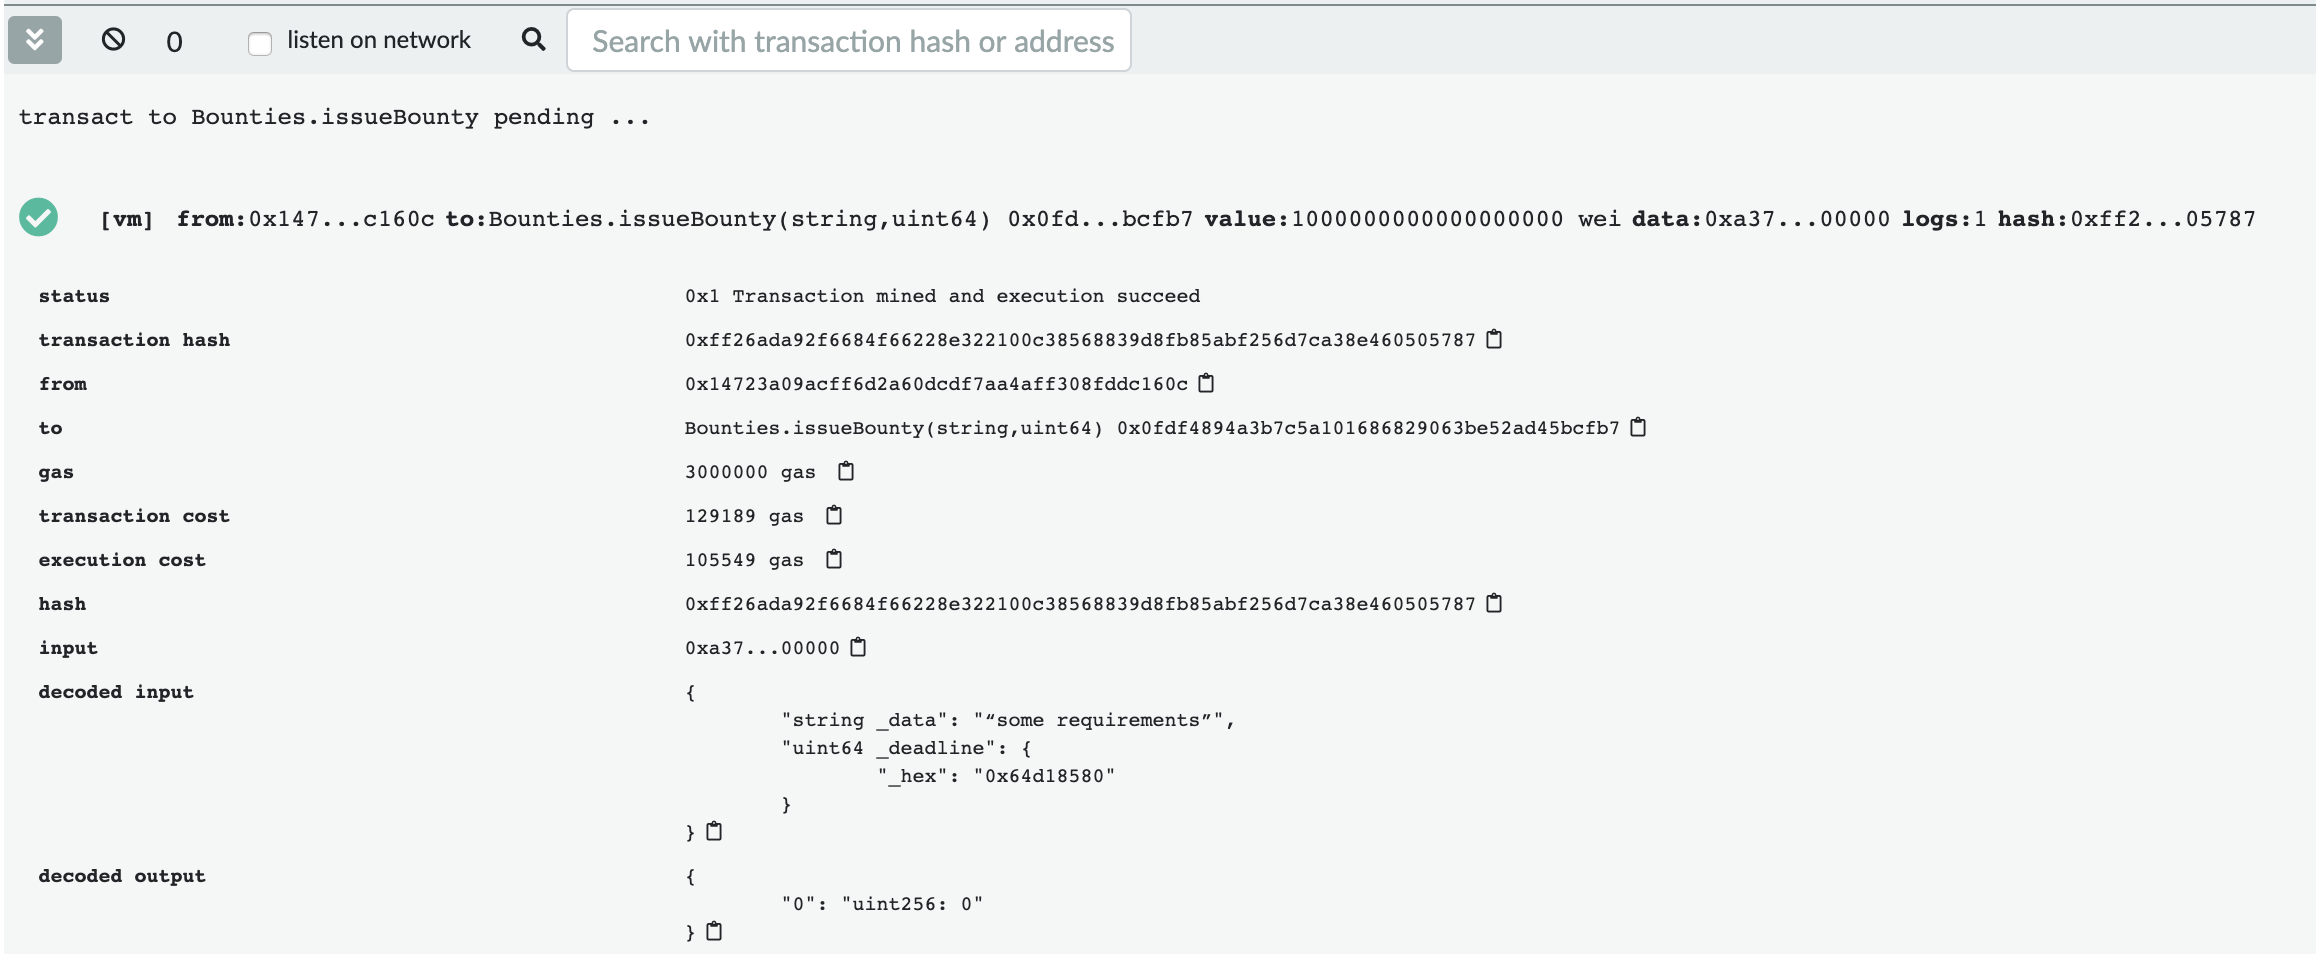 0 listen on network Search with transaction hash or address
transact to Bounties.issueBounty pending ...
[vm] from:0x147...c160c to:Bounties.issueBounty(string,uint64) 0x0fd...bcfb7 value:1000000000000000000 wei data:0xa37...00000 logs:1 hash:0xff2...05787
status 0x1 Transaction mined and execution succeed
transaction hash 0xff26ada92f6684f66228e322100c38568839d8fb85abf256d7ca38e460505787
from 0x14723a09acff6d2a60dcdf7aa4aff308fddc160c
to Bounties.issueBounty(string,uint64) 0x0fdf4894a3b7c5a101686829063be52ad45bcfb7
gas 3000000 gas
transaction cost 129189 gas
execution cost 105549 gas
hash 0xff26ada92f6684f66228e322100c38568839d8fb85abf256d7ca38e460505787
input 0xa37...00000
decoded input {
"string _data": "“some requirements”",
"uint64 _deadline": {
"_hex": "0x64d18580"
}
}
decoded output {
"0": "uint256: 0"
}